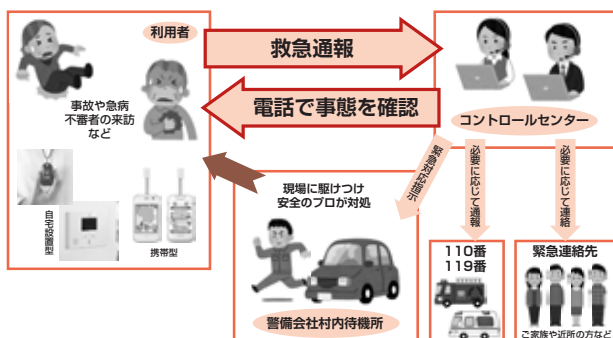 利用者
事故や急病
不審者の来訪
など
自宅設置型
携帯型
救急通報
電話で事態を確認
コントロールセンター
緊急対応指示
必要に応じて通報
必要に応じて連絡
現場に駆けつけ
安全のプロが対処
警備会社村内待機所
110番
119番
緊急連絡先
ご家族や近所の方など